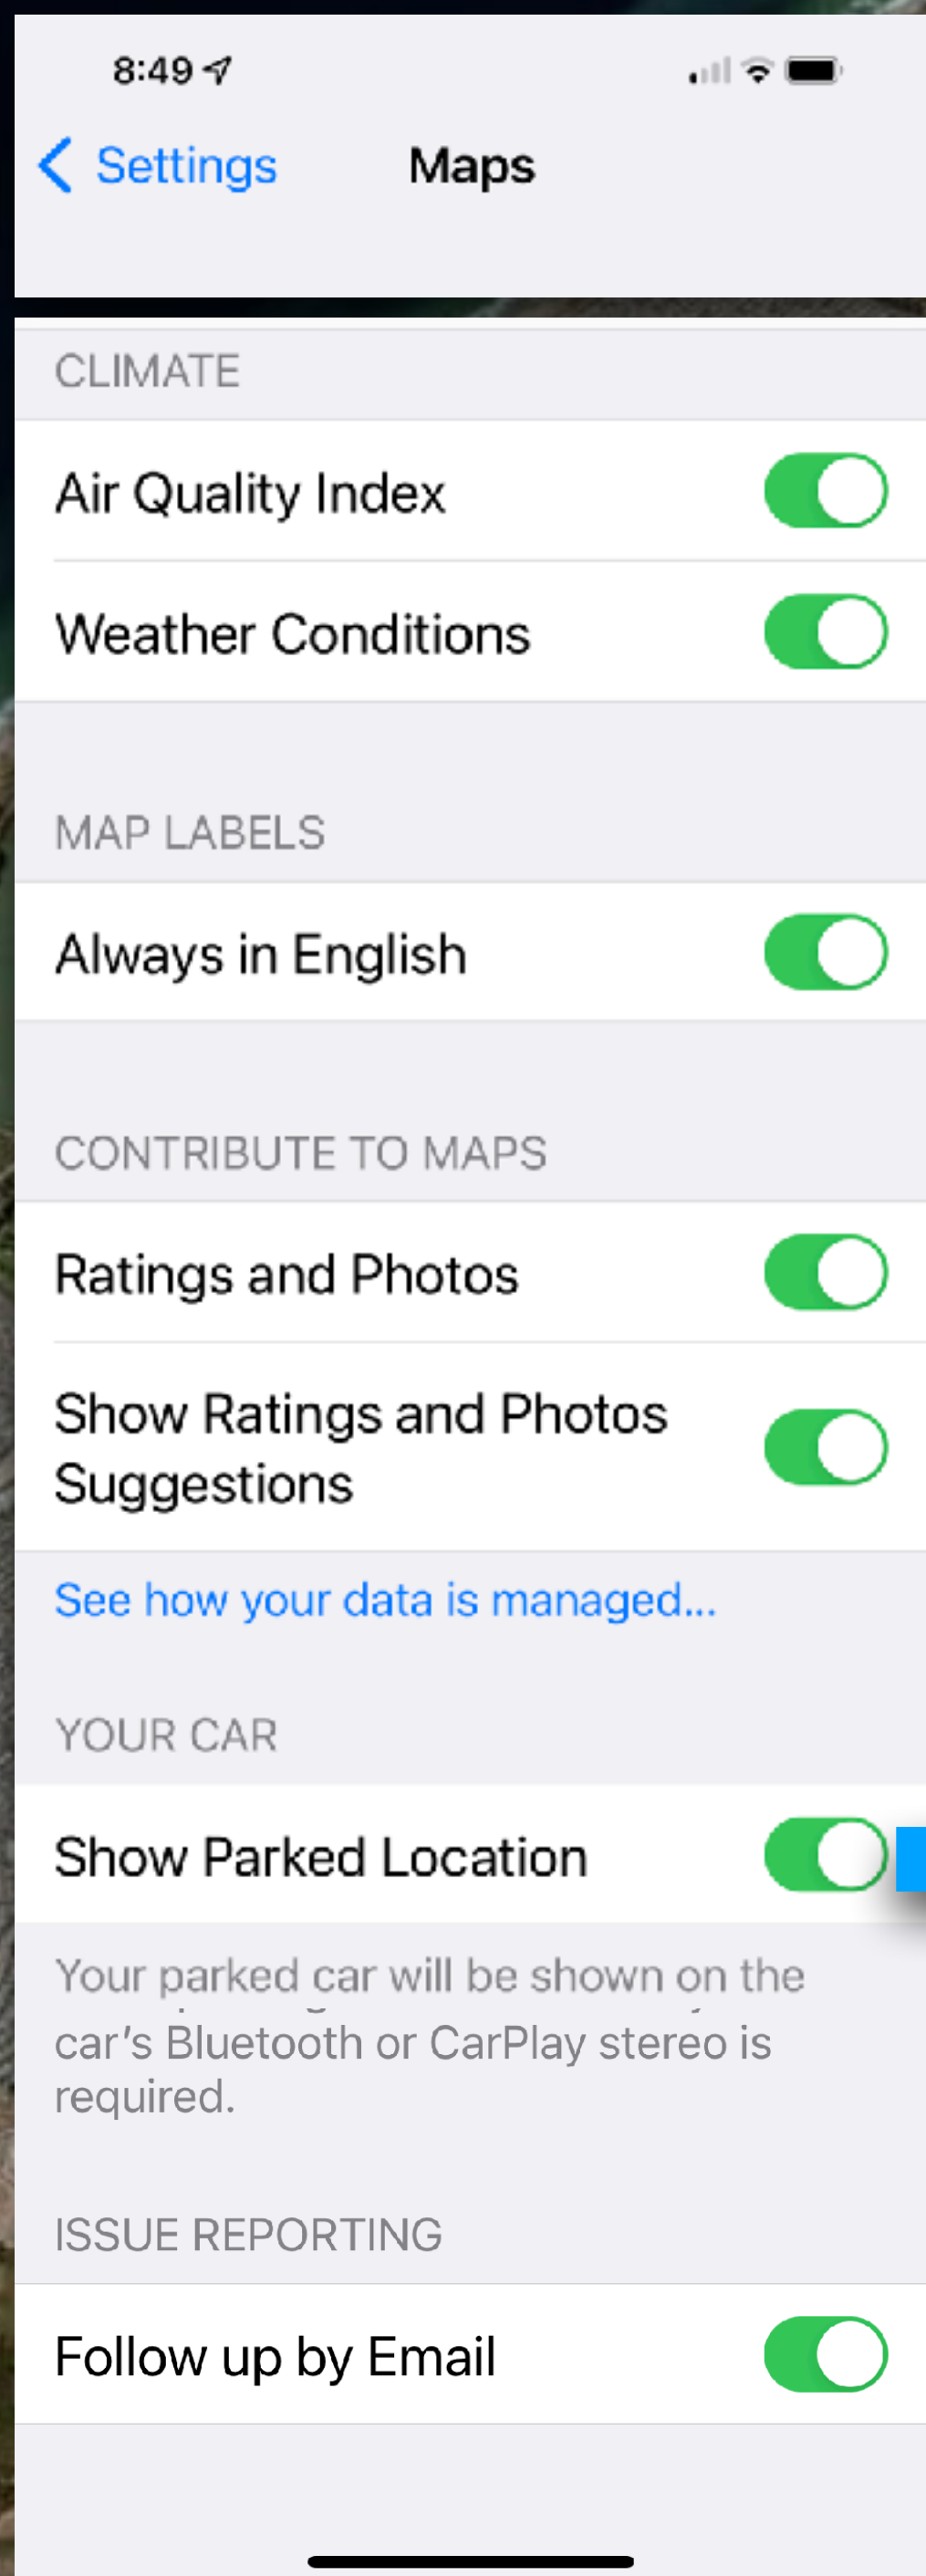 8:49
Settings
Maps
CLIMATE
Air Quality Index
Weather Conditions
MAP LABELS
Always in English
CONTRIBUTE TO MAPS
Ratings and Photos
Show Ratings and Photos
Suggestions
See how your data is managed...
YOUR CAR
Show Parked Location
Your parked car will be shown on the
car's Bluetooth or CarPlay stereo is
required.
ISSUE REPORTING
Follow up by Email